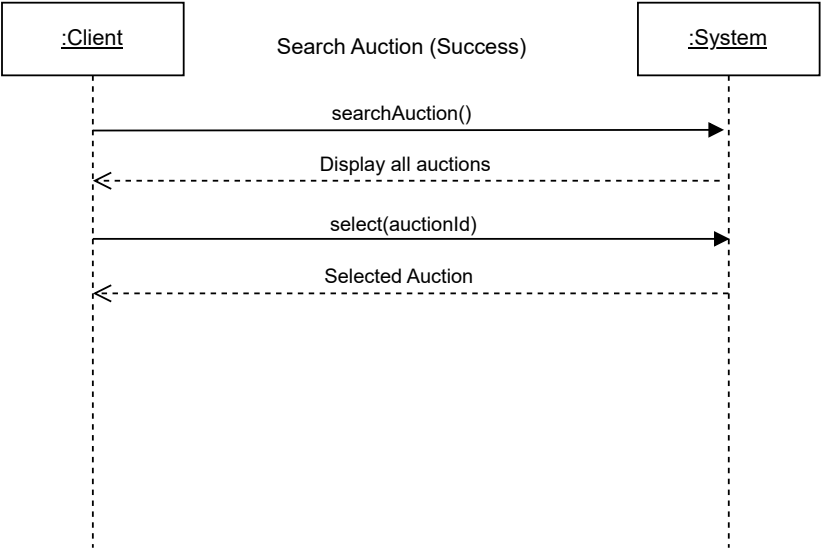 :Client
Search Auction (Success)
:System
searchAuction()
Display all auctions
select(auctionId)
Selected Auction